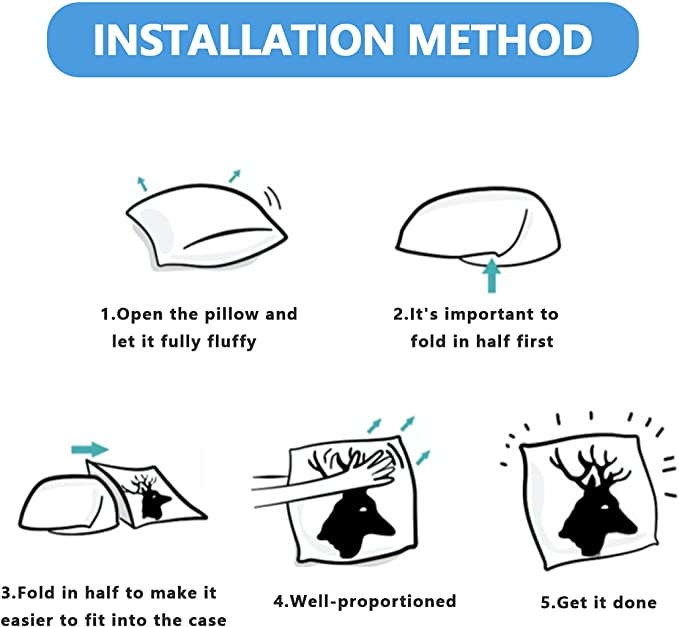 INSTALLATION METHOD
1.Open the pillow and
let it fully fluffy
2.It's important to
fold in half first
3.Fold in half to make it
easier to fit into the case
4.Well-proportioned
5.Get it done